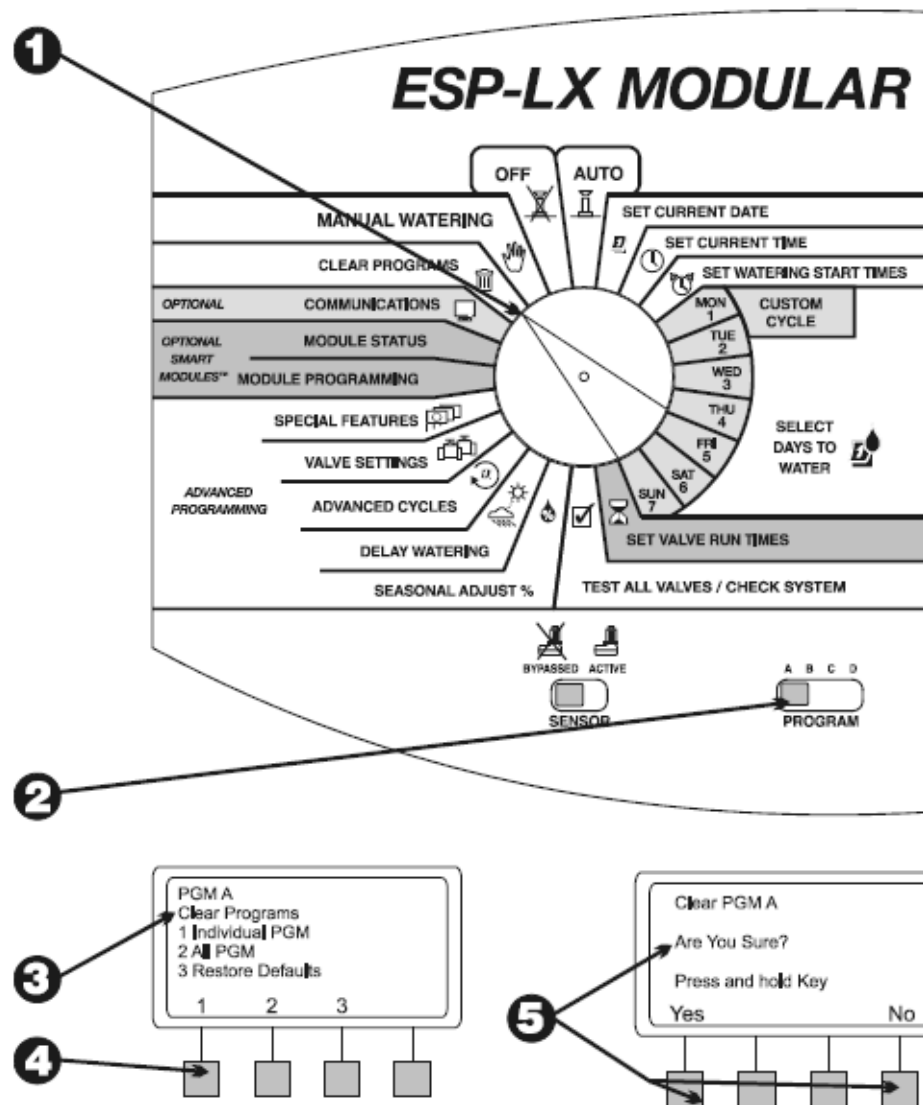 1
ESP-LX MODULAR
OFF
AUTO
MANUAL WATERING
SET CURRENT DATE
CLEAR PROGRAMS
SET CURRENT TIME
SET WATERING START TIMES
OPTIONAL
COMMUNICATIONS
MON
1
CUSTOM
CYCLE
OPTIONAL
SMART
MODULES™
MODULE STATUS
TUE
2
MODULE PROGRAMMING
WED
3
SPECIAL FEATURES
THU
4
SELECT
DAYS TO
WATER
VALVE SETTINGS
FRI
5
ADVANCED
PROGRAMMING
ADVANCED CYCLES
SAT
6
SUN
7
DELAY WATERING
SET VALVE RUN TIMES
SEASONAL ADJUST %
TEST ALL VALVES / CHECK SYSTEM
BYPASSED ACTIVE
SENSOR
A B C D
PROGRAM
2
3
PGM A
Clear Programs
1 Individual PGM
2 All PGM
3 Restore Defaults
1 2 3
4
5
Clear PGM A
Are You Sure?
Press and hold Key
Yes No